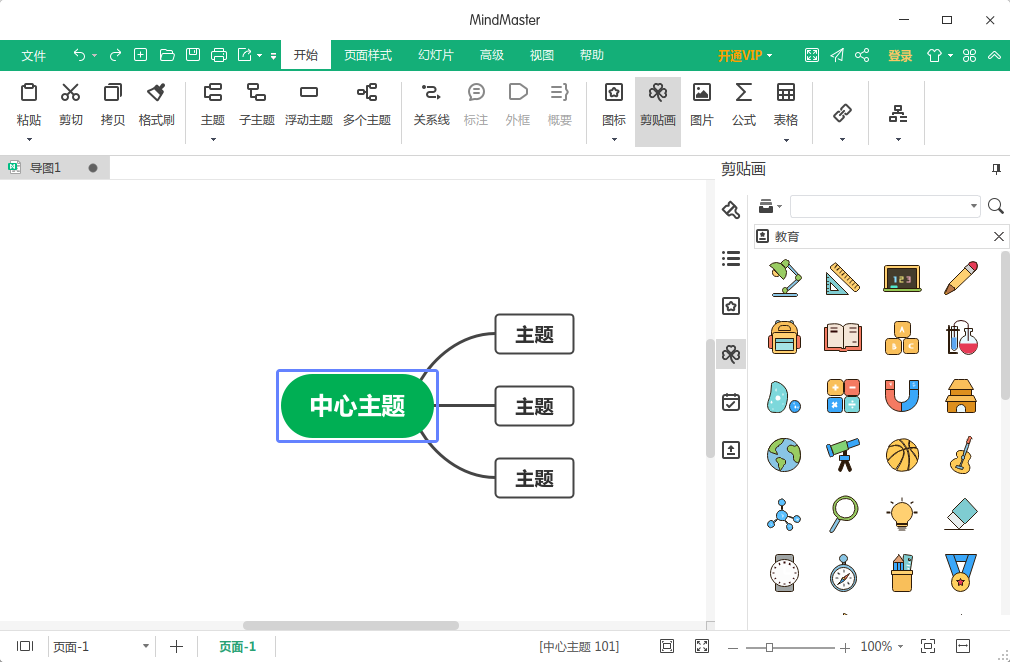 MindMaster
文件 开始 页面样式 幻灯片 高级 视图 帮助 开通VIP 登录
粘贴 剪切 拷贝 格式刷 主题 子主题 浮动主题 多个主题 关系线 标注 外框 概要 图标 剪贴画 图片 公式 表格
导图1
剪贴画
教育
1 2 3
A
B C
主题
中心主题
主题
主题
页面-1
页面-1
[中心主题 101]
100%